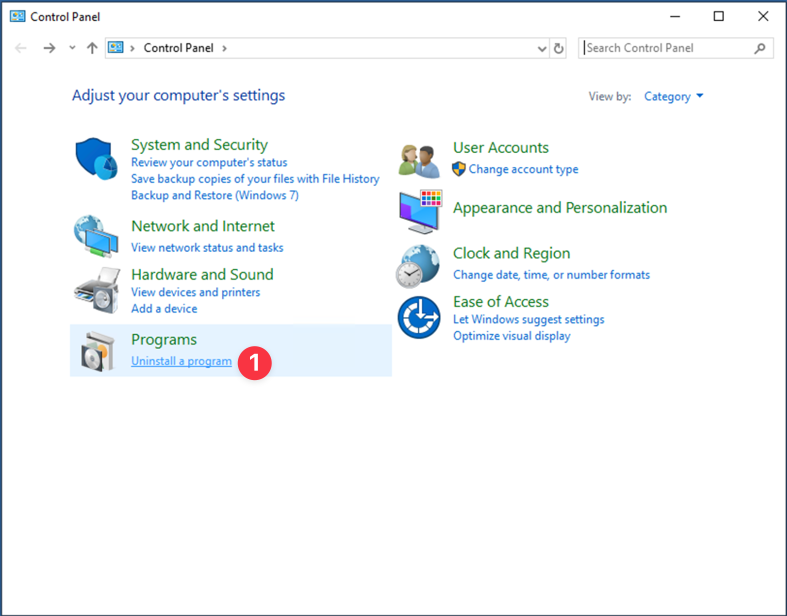 Control Panel
Control Panel
Search Control Panel
Adjust your computer's settings
View by: Category
System and Security
Review your computer's status
Save backup copies of your files with File History
Backup and Restore (Windows 7)
Network and Internet
View network status and tasks
Hardware and Sound
View devices and printers
Add a device
Programs
Uninstall a program 1
User Accounts
Change account type
Appearance and Personalization
Clock and Region
Change date, time, or number formats
Ease of Access
Let Windows suggest settings
Optimize visual display